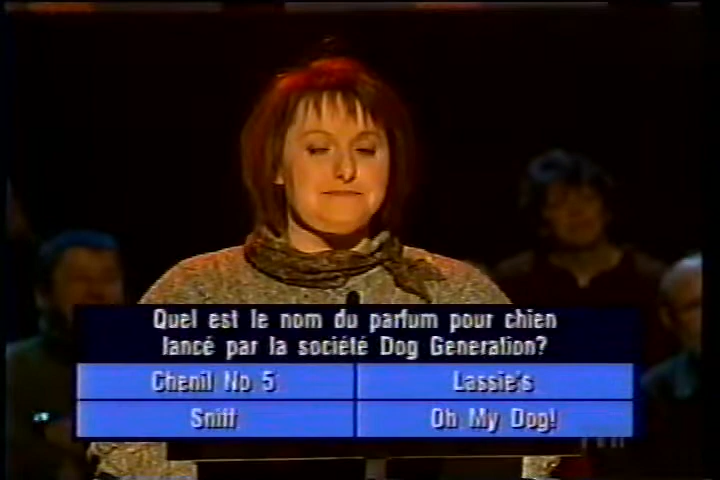 Quel est le nom du parfum pour chien
lancé par la société Dog Generation?
Chenil No 5
Lassie's
Sniff
Oh My Dog!